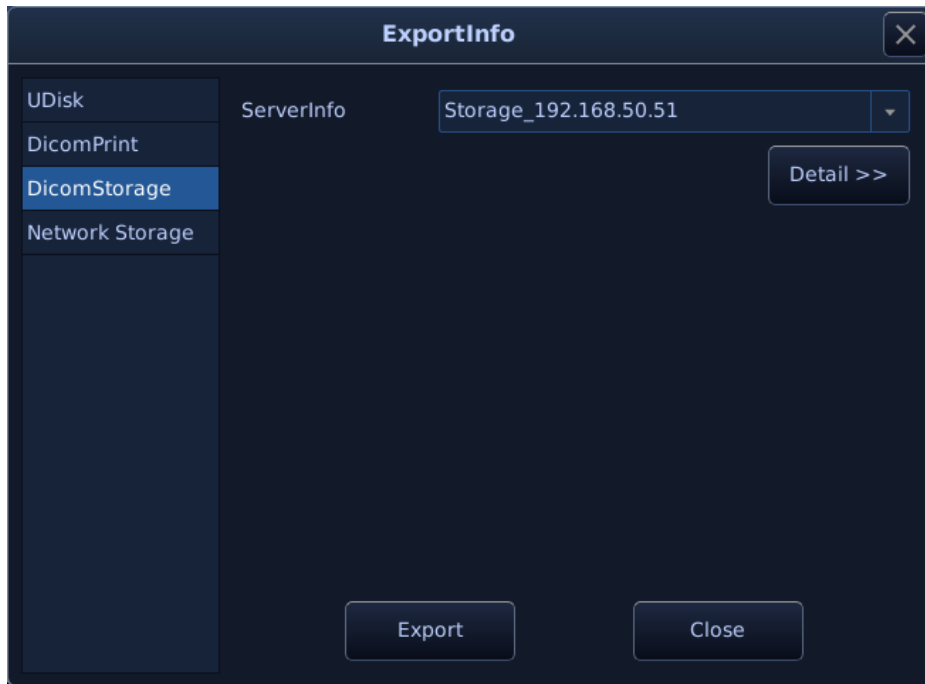 ExportInfo
UDisk
DicomPrint
DicomStorage
Network Storage
ServerInfo
Storage_192.168.50.51
Detail >>
Export
Close